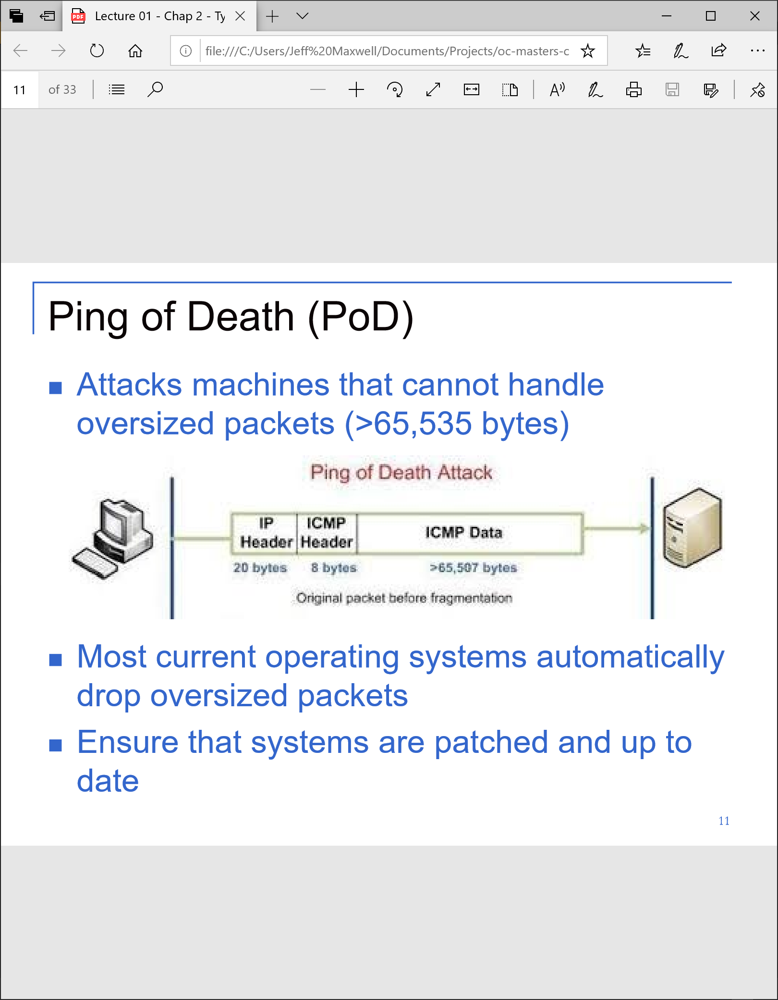 Lecture 01 - Chap 2 - Ty
file:///C:/Users/Jeff%20Maxwell/Documents/Projects/oc-masters-c
11 of 33
Ping of Death (PoD)
Attacks machines that cannot handle
oversized packets (>65,535 bytes)
Ping of Death Attack
IP Header
ICMP Header
ICMP Data
20 bytes
8 bytes
>65,507 bytes
Original packet before fragmentation
Most current operating systems automatically
drop oversized packets
Ensure that systems are patched and up to
date
11